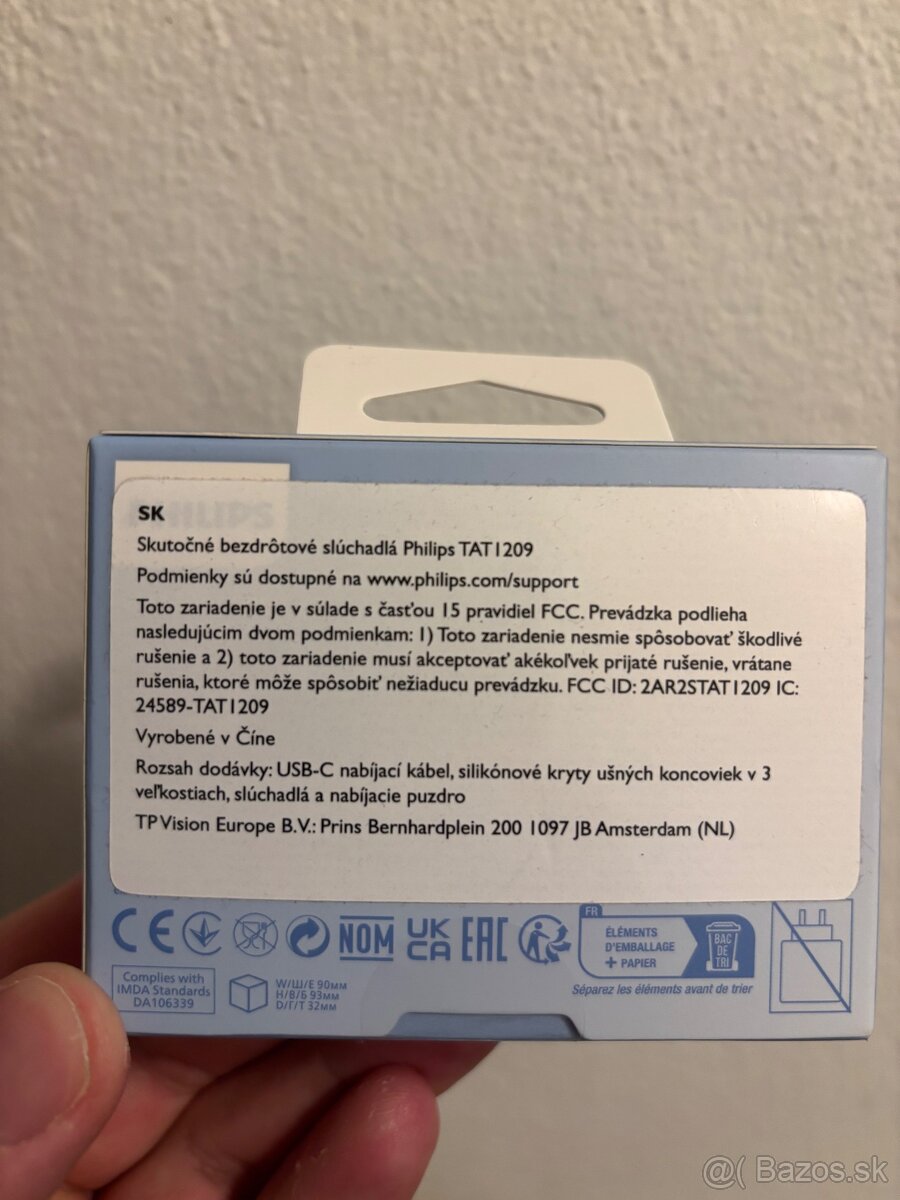 PHILIPS
SK
Skutočné bezdrôtové slúchadlá Philips TAT1209
Podmienky sú dostupné na www.philips.com/support
Toto zariadenie je v súlade s časťou 15 pravidiel FCC. Prevádzka podlieha
nasledujúcim dvom podmienkam: 1) Toto zariadenie nesmie spôsobovať škodlivé
rušenie a 2) toto zariadenie musí akceptovať akékoľvek prijaté rušenie, vrátane
rušenia, ktoré môže spôsobiť nežiaducu prevádzku. FCC ID: 2AR2STAT1209 IC:
24589-TAT1209
Vyrobené v Číne
Rozsah dodávky: USB-C nabíjací kábel, silikónové kryty ušných koncoviek v 3
veľkostiach, slúchadlá a nabíjacie puzdro
TP Vision Europe B.V.: Prins Bernhardplein 200 1097 JB Amsterdam (NL)
CE NOM UK CA EAC
FR
ÉLÉMENTS
D'EMBALLAGE
+ PAPIER
BAC
DE
TRI
Séparez les éléments avant de trier
Complies with
IMDA Standards
DA106339
W/Ш/Е 90мм
H/В/Б 93мм
D/Г/Т 32мм
@( Bazos.sk